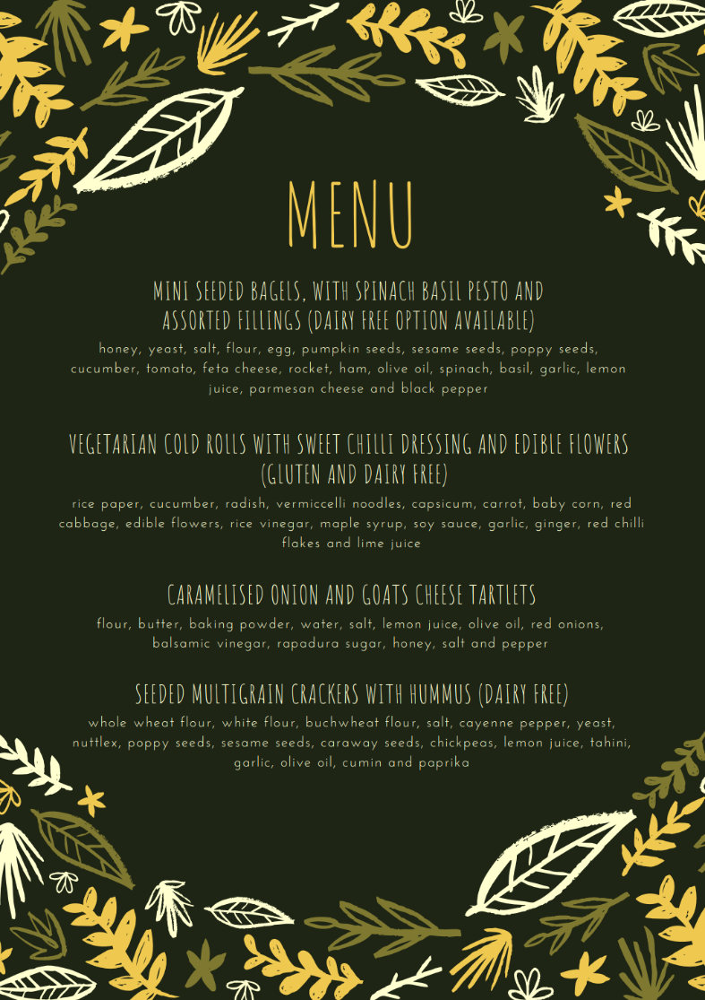 MENU
MINI SEEDED BAGELS, WITH SPINACH BASIL PESTO AND
ASSORTED FILLINGS (DAIRY FREE OPTION AVAILABLE)
honey, yeast, salt, flour, egg, pumpkin seeds, sesame seeds, poppy seeds,
cucumber, tomato, feta cheese, rocket, ham, olive oil, spinach, basil, garlic, lemon
juice, parmesan cheese and black pepper
VEGETARIAN COLD ROLLS WITH SWEET CHILLI DRESSING AND EDIBLE FLOWERS
(GLUTEN AND DAIRY FREE)
rice paper, cucumber, radish, vermiccelli noodles, capsicum, carrot, baby corn, red
cabbage, edible flowers, rice vinegar, maple syrup, soy sauce, garlic, ginger, red chilli
flakes and lime juice
CARAMELISED ONION AND GOATS CHEESE TARTLETS
flour, butter, baking powder, water, salt, lemon juice, olive oil, red onions,
balsamic vinegar, rapadura sugar, honey, salt and pepper
SEEDED MULTIGRAIN CRACKERS WITH HUMMUS (DAIRY FREE)
whole wheat flour, white flour, buchwheat flour, salt, cayenne pepper, yeast,
nuttlex, poppy seeds, sesame seeds, caraway seeds, chickpeas, lemon juice, tahini,
garlic, olive oil, cumin and paprika